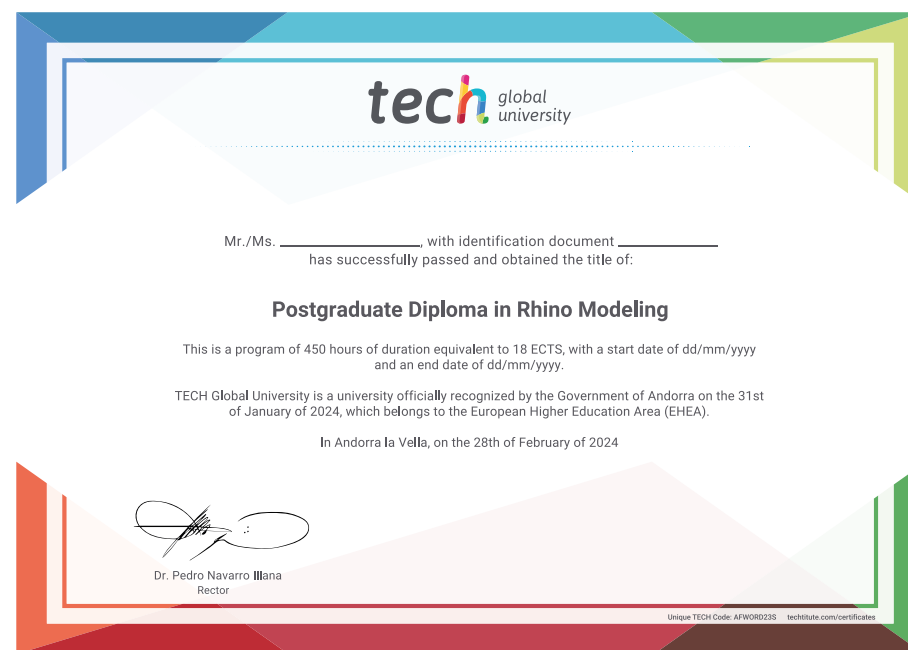 tech global university
Mr./Ms. ____________, with identification document ____________
has successfully passed and obtained the title of:
Postgraduate Diploma in Rhino Modeling
This is a program of 450 hours of duration equivalent to 18 ECTS, with a start date of dd/mm/yyyy
and an end date of dd/mm/yyyy.
TECH Global University is a university officially recognized by the Government of Andorra on the 31st
of January of 2024, which belongs to the European Higher Education Area (EHEA).
In Andorra la Vella, on the 28th of February of 2024
Dr. Pedro Navarro Illana
Rector
Unique TECH Code: AFWORD23S techtitute.com/certificates